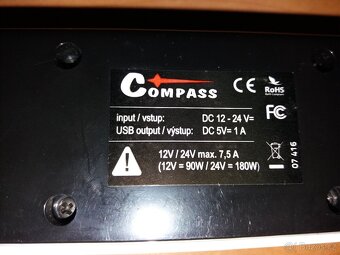 COMPASS
CE
RoHS
input / vstup: DC 12 - 24 V=
USB output / výstup: DC 5V= 1 A
FC
12V / 24V max. 7,5 A
(12V = 90W / 24V = 180W)
07 416